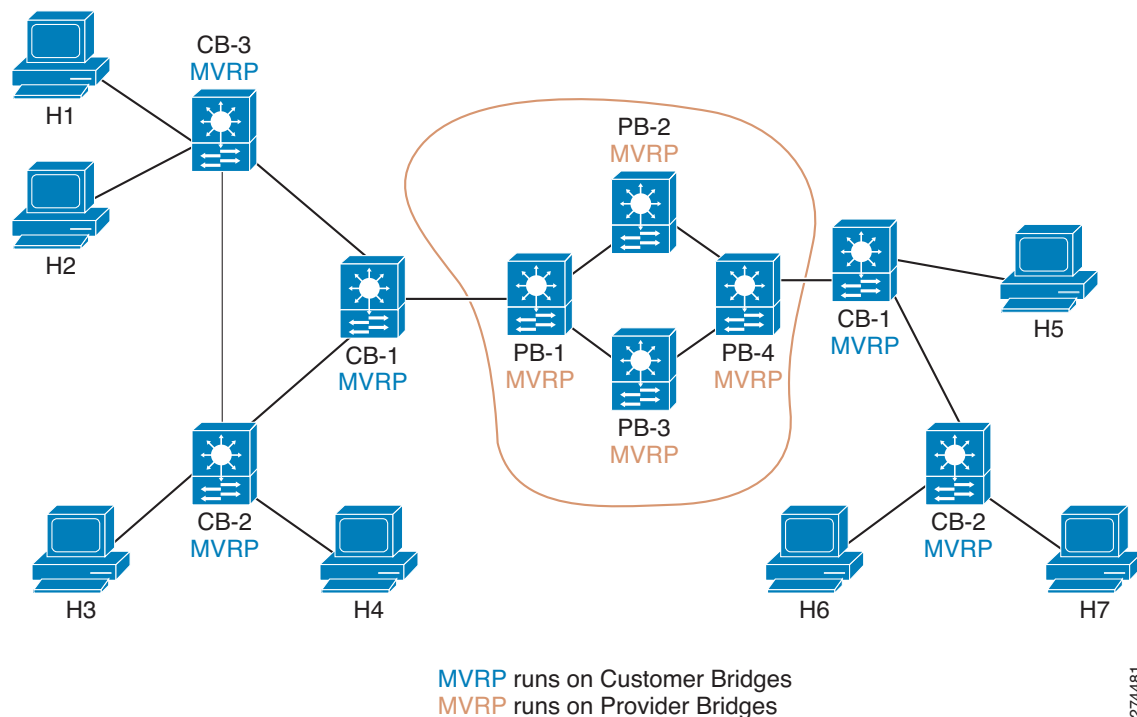 CB-3
MVRP
H1
H2
PB-2
MVRP
CB-1
MVRP
PB-1
MVRP
PB-3
MVRP
PB-4
MVRP
CB-1
MVRP
H5
CB-2
MVRP
H3
H4
CB-2
MVRP
H6
H7
MVRP runs on Customer Bridges
MVRP runs on Provider Bridges
274481